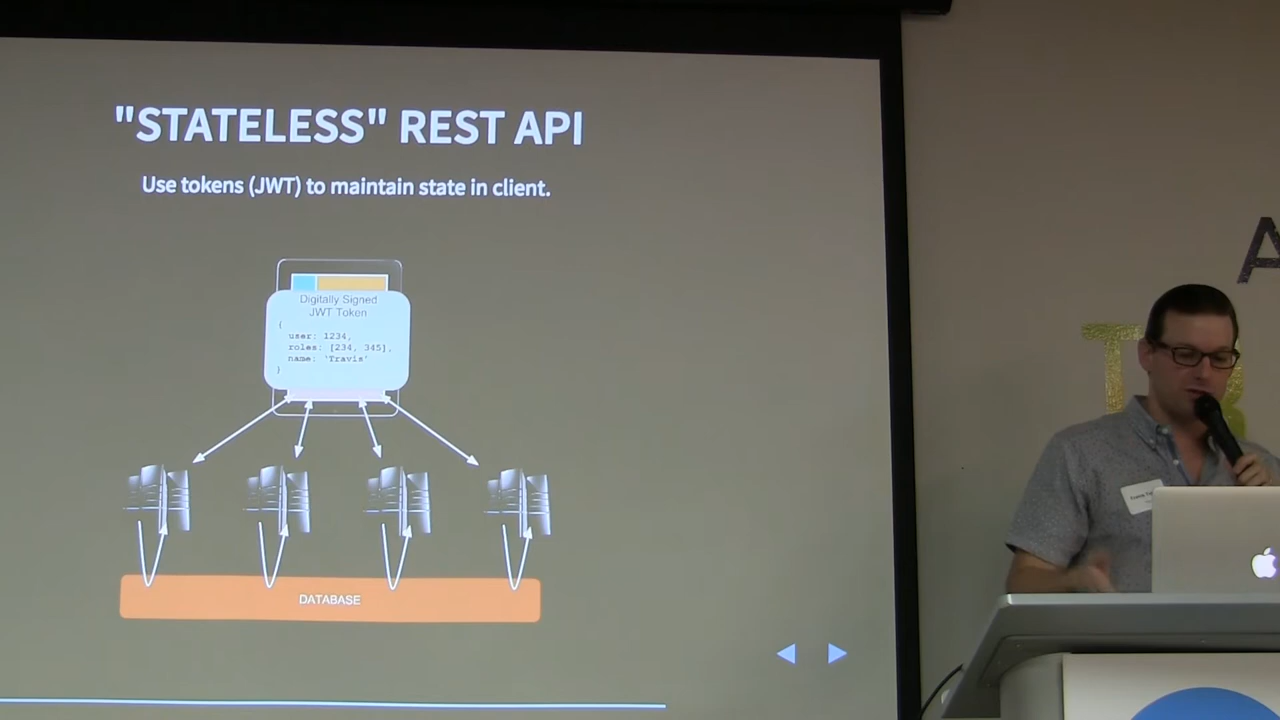 "STATELESS" REST API
Use tokens (JWT) to maintain state in client.
Digitally Signed
JWT Token
{
user: 1234,
roles: [234, 345],
name: 'Travis'
}
DATABASE
A
T